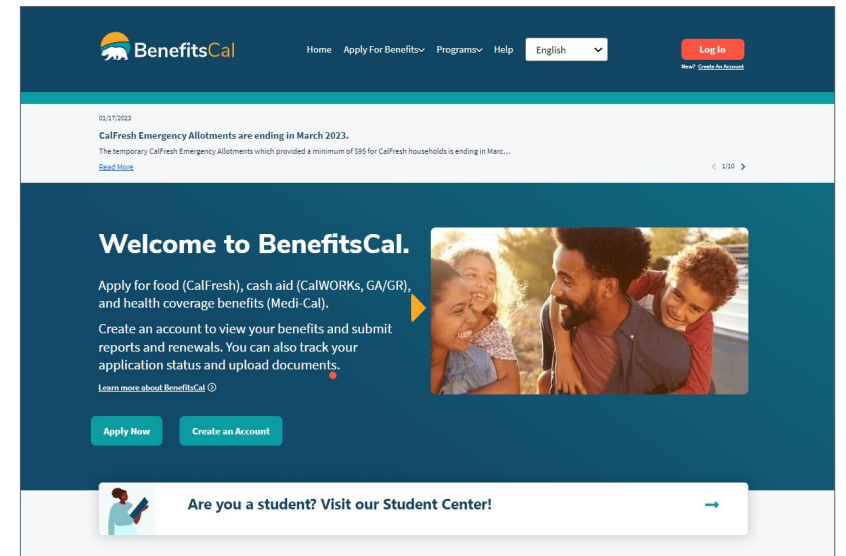 BenefitsCal
Home Apply For Benefits Programs Help English Log In
New? Create An Account
01/17/2023
CalFresh Emergency Allotments are ending in March 2023.
The temporary CalFresh Emergency Allotments which provided a minimum of $95 for CalFresh households is ending in Marc...
Read More
1/10
Welcome to BenefitsCal.
Apply for food (CalFresh), cash aid (CalWORKs, GA/GR),
and health coverage benefits (Medi-Cal).
Create an account to view your benefits and submit
reports and renewals. You can also track your
application status and upload documents.
Learn more about BenefitsCal
Apply Now Create an Account
Are you a student? Visit our Student Center!